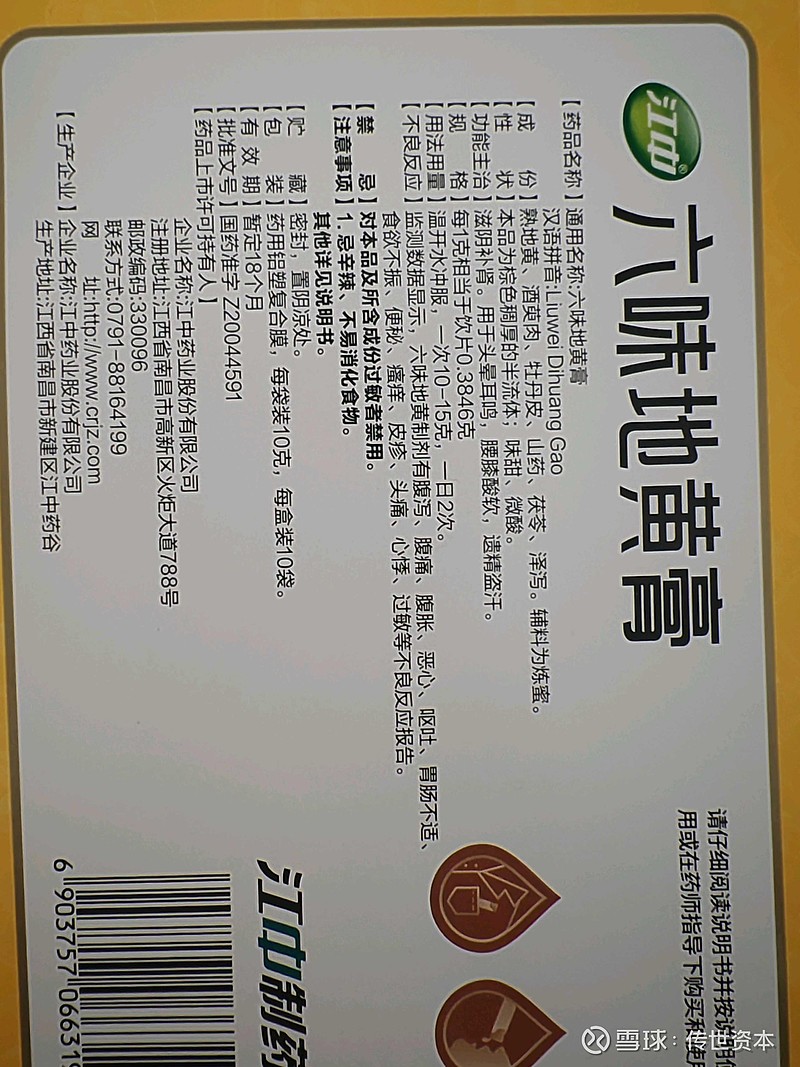 江中®
六味地黄膏
请仔细阅读说明书并按说明
用或在药师指导下购买和使用
【药品名称】通用名称:六味地黄膏
汉语拼音:Liuwei Dihuang Gao
【成 份】熟地黄、酒萸肉、牡丹皮、山药、茯苓、泽泻。辅料为炼蜜。
【性 状】本品为棕色稠厚的半流体；味甜、微酸。
【功能主治】滋阴补肾。用于头晕耳鸣，腰膝酸软，遗精盗汗。
【规 格】每1克相当于饮片0.3846克
【用法用量】温开水冲服，一次10-15克，一日2次。
【不良反应】监测数据显示，六味地黄制剂有腹泻、腹痛、腹胀、恶心、呕吐、胃肠不适、
食欲不振、便秘、瘙痒、皮疹、头痛、心悸、过敏等不良反应报告。
【禁 忌】对本品及所含成份过敏者禁用。
【注意事项】1.忌辛辣、不易消化食物。
其他详见说明书。
【贮 藏】密封，置阴凉处。
【包 装】药用铝塑复合膜，每袋装10克，每盒装10袋。
【有 效 期】暂定18个月
【批准文号】国药准字 Z20044591
【药品上市许可持有人】
企业名称:江中药业股份有限公司
注册地址:江西省南昌市高新区火炬大道788号
邮政编码:330096
联系方式:0791-88164199
网 址:http://www.crjz.com
【生产企业】企业名称:江中药业股份有限公司
生产地址:江西省南昌市新建区江中药谷
江中制药
6 903757 06631
雪球：传世资本